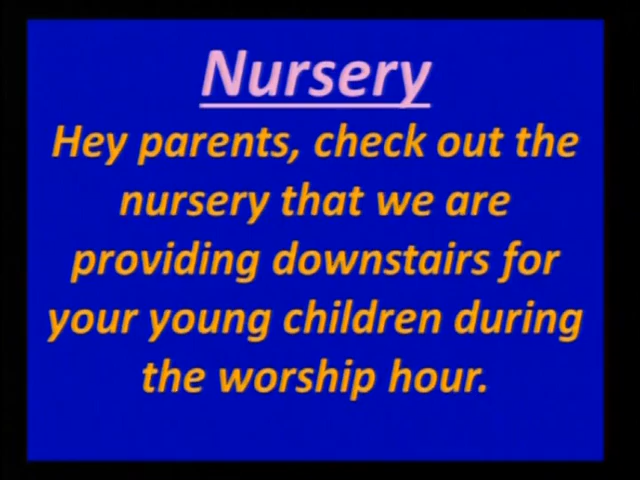 Nursery
Hey parents, check out the
nursery that we are
providing downstairs for
your young children during
the worship hour.